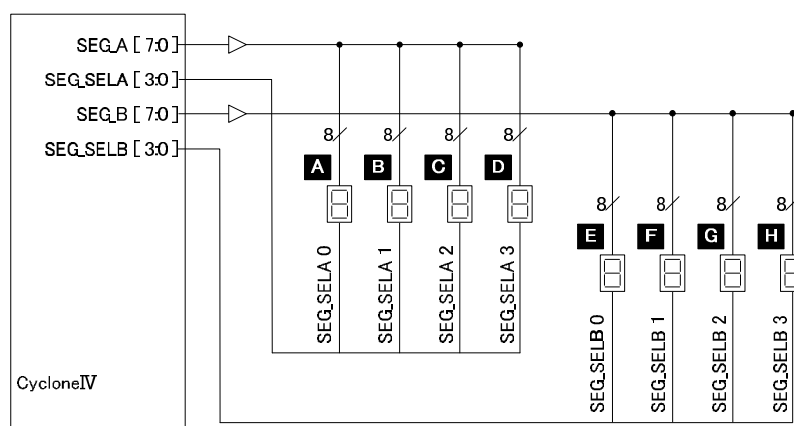 SEG_A [ 7:0 ]
SEG_SELA [ 3:0 ]
SEG_B [ 7:0 ]
SEG_SELB [ 3:0 ]
8
8
8
8
A
B
C
D
8
8
8
8
E
F
G
H
SEG_SELA 0
SEG_SELA 1
SEG_SELA 2
SEG_SELA 3
SEG_SELB 0
SEG_SELB 1
SEG_SELB 2
SEG_SELB 3
CycloneⅣ